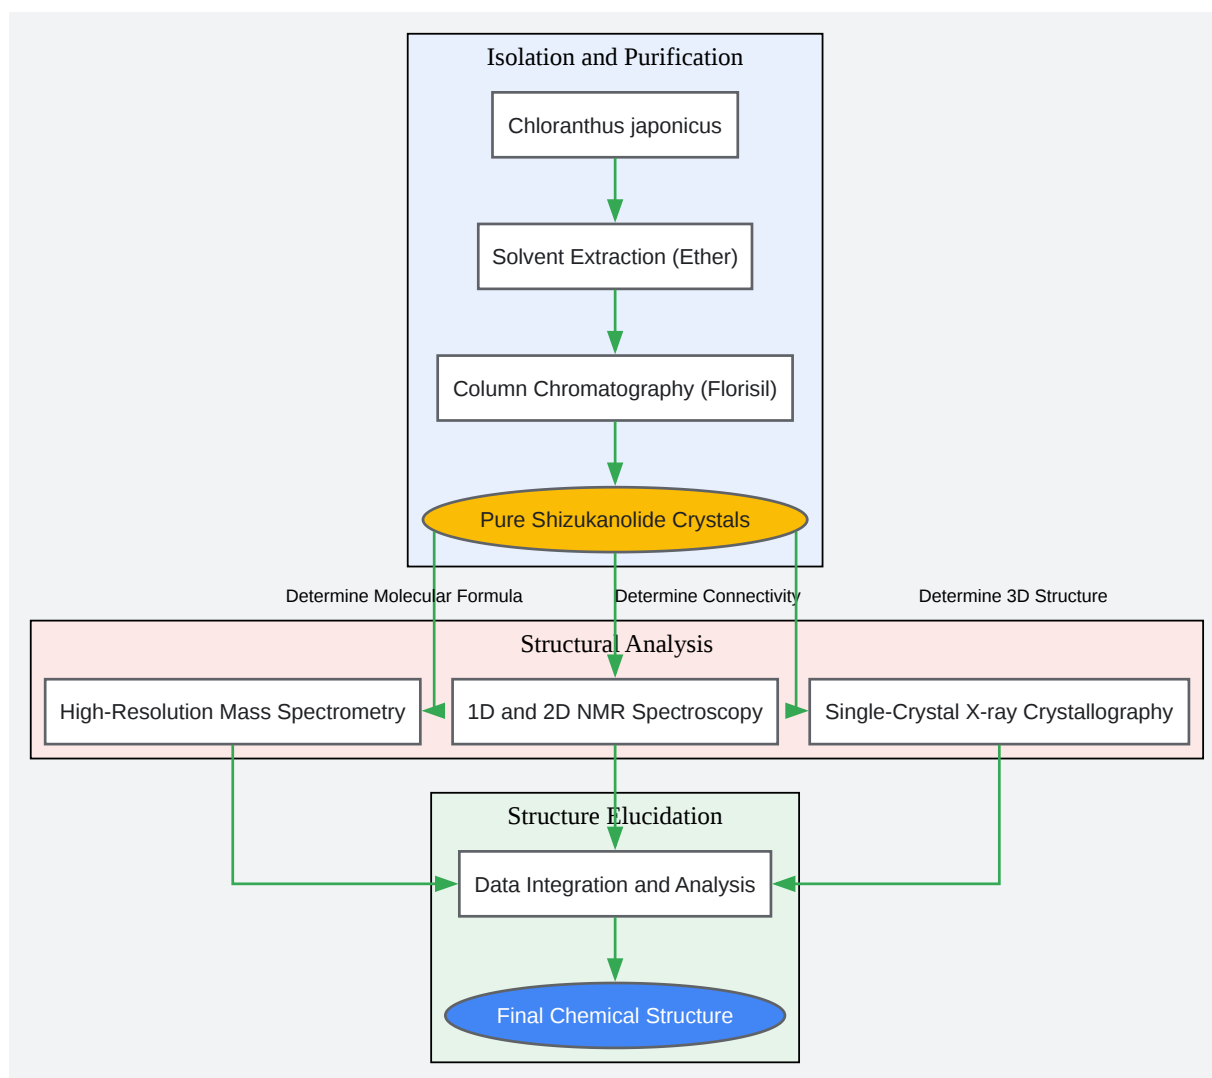 Isolation and Purification
Chloranthus japonicus
Solvent Extraction (Ether)
Column Chromatography (Florisil)
Pure Shizukanolide Crystals
Determine Molecular Formula
Determine Connectivity
Determine 3D Structure
Structural Analysis
High-Resolution Mass Spectrometry
1D and 2D NMR Spectroscopy
Single-Crystal X-ray Crystallography
Structure Elucidation
Data Integration and Analysis
Final Chemical Structure